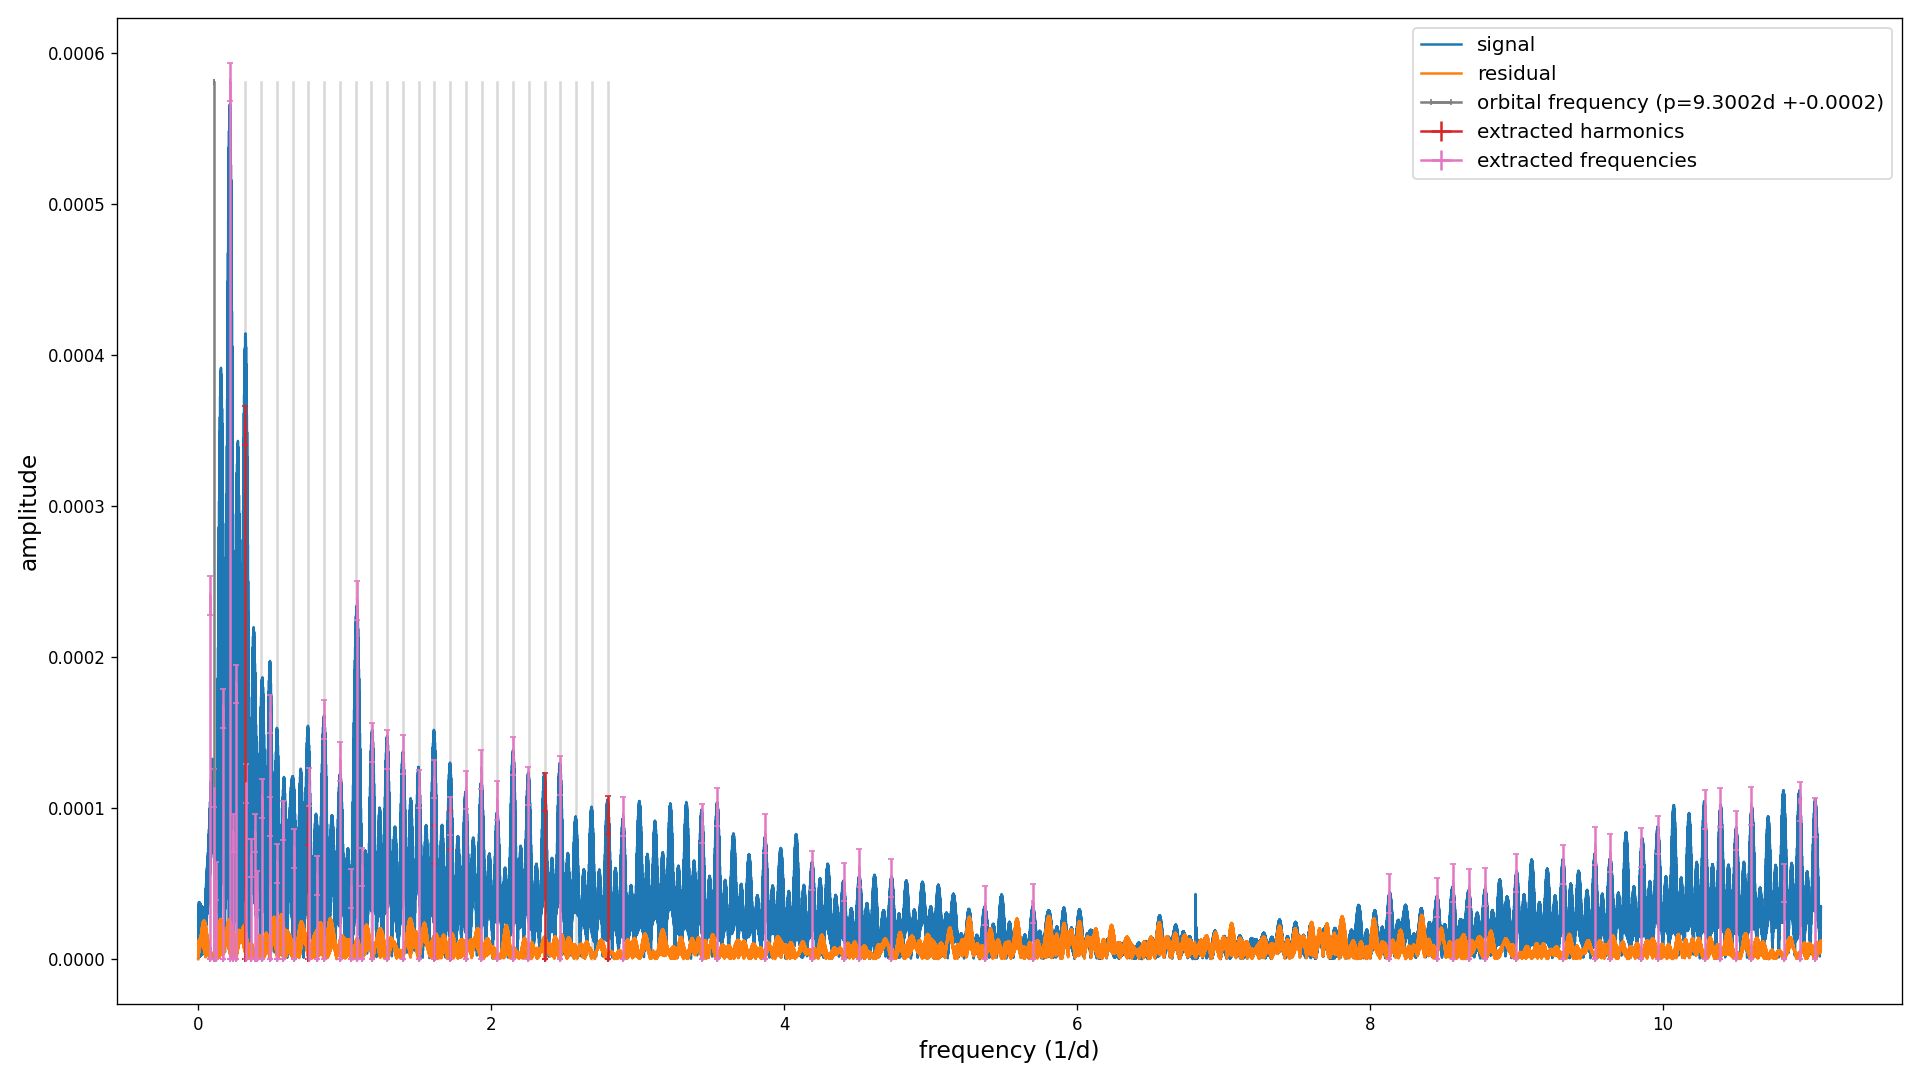 signal
residual
orbital frequency (p=9.3002d +-0.0002)
extracted harmonics
extracted frequencies
0.0006
0.0005
0.0004
0.0003
0.0002
0.0001
0.0000
amplitude
0 2 4 6 8 10
frequency (1/d)